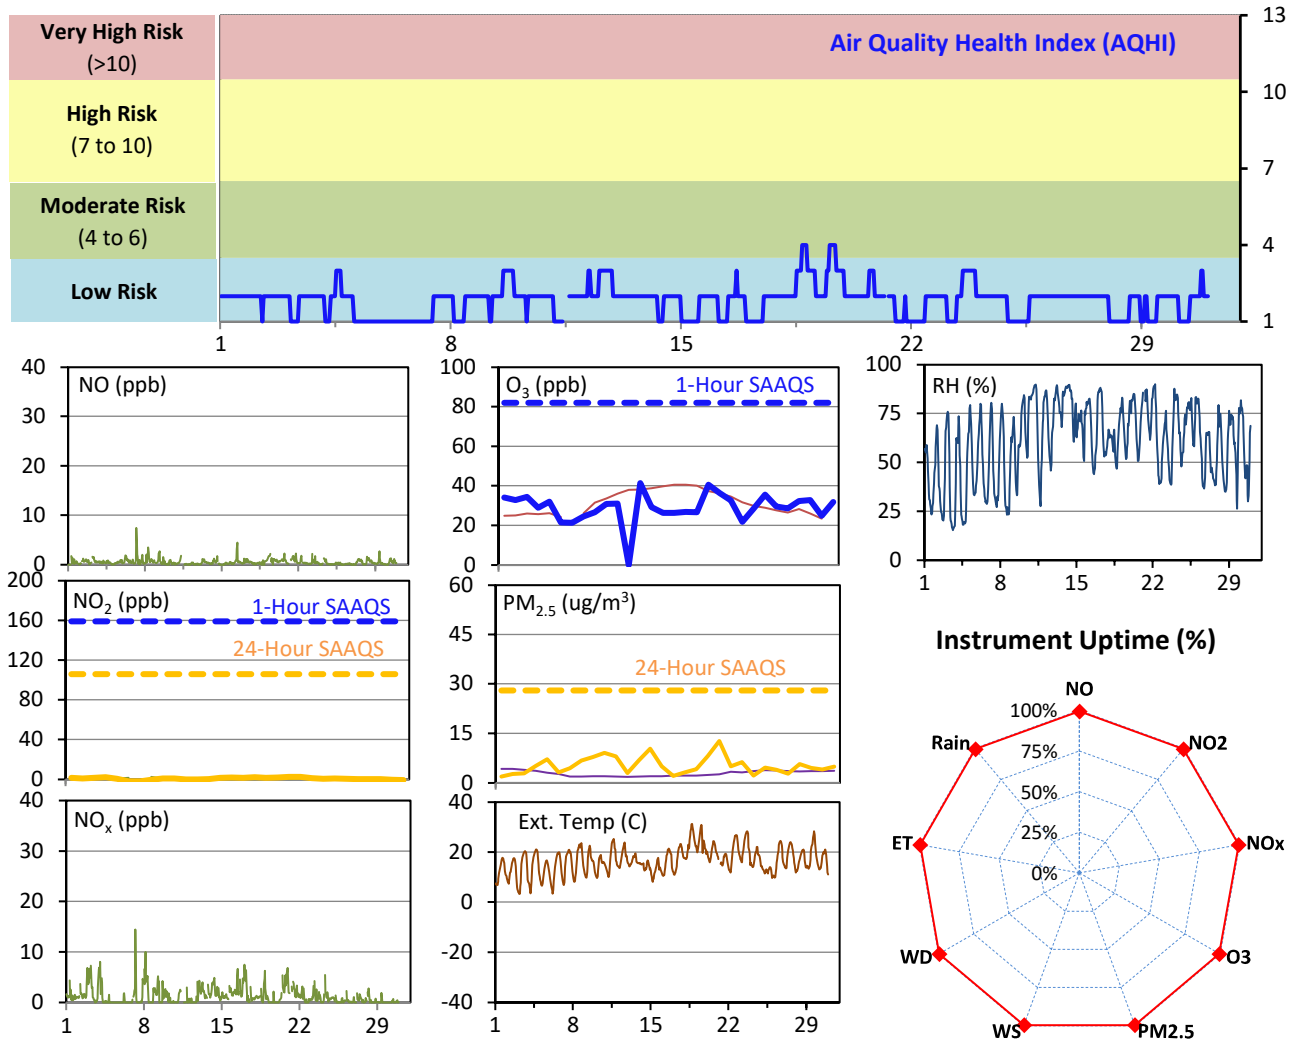 Very High Risk
(>10)
High Risk
(7 to 10)
Moderate Risk
(4 to 6)
Low Risk
Air Quality Health Index (AQHI)
13
10
7
4
1
1 8 15 22 29
NO (ppb)
40
30
20
10
0
O3 (ppb)
1-Hour SAAQS
100
80
60
40
20
0
RH (%)
100
75
50
25
0
1 8 15 22 29
NO2 (ppb)
1-Hour SAAQS
24-Hour SAAQS
200
160
120
80
40
0
PM2.5 (ug/m3)
24-Hour SAAQS
60
45
30
15
0
NOx (ppb)
40
30
20
10
0
1 8 15 22 29
Ext. Temp (C)
40
20
0
-20
-40
1 8 15 22 29
Instrument Uptime (%)
NO
NO2
NOx
O3
PM2.5
WS
WD
ET
Rain
100%
75%
50%
25%
0%